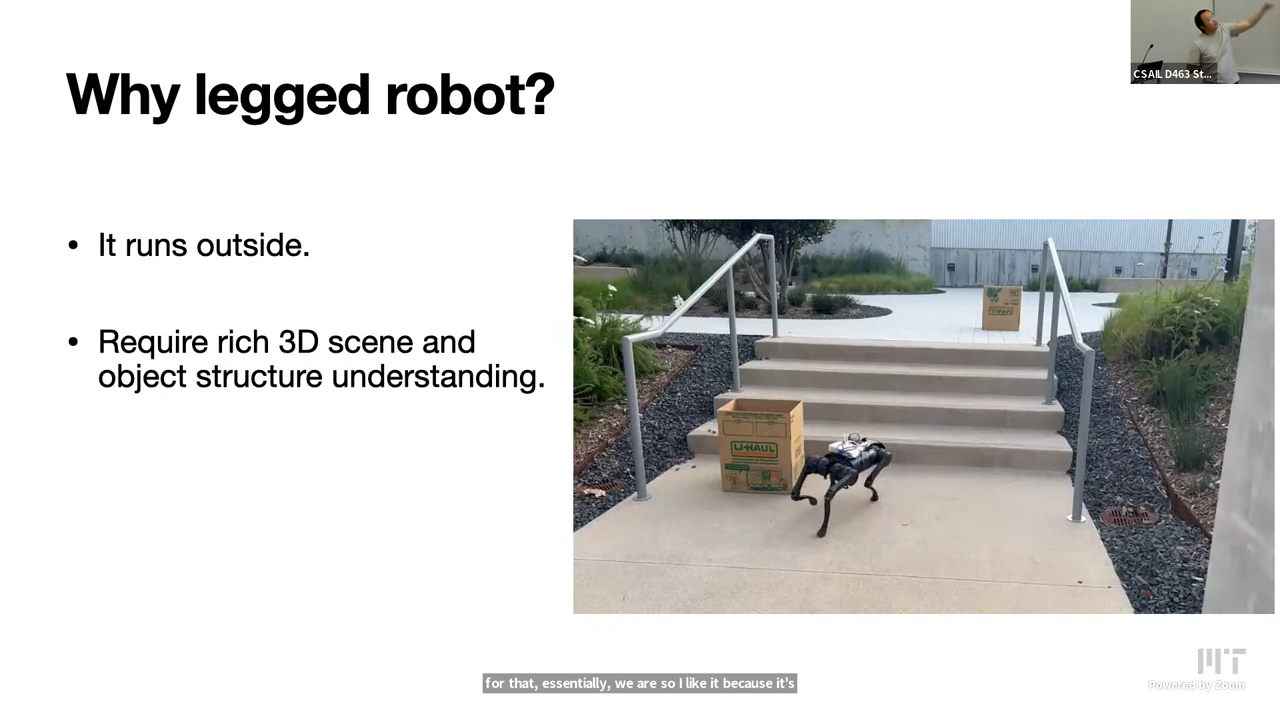 Why legged robot?
CSAIL D463 St...
• It runs outside.
• Require rich 3D scene and
object structure understanding.
U-HAUL
for that, essentially, we are so I like it because it's
MIT
Powered by Zoom